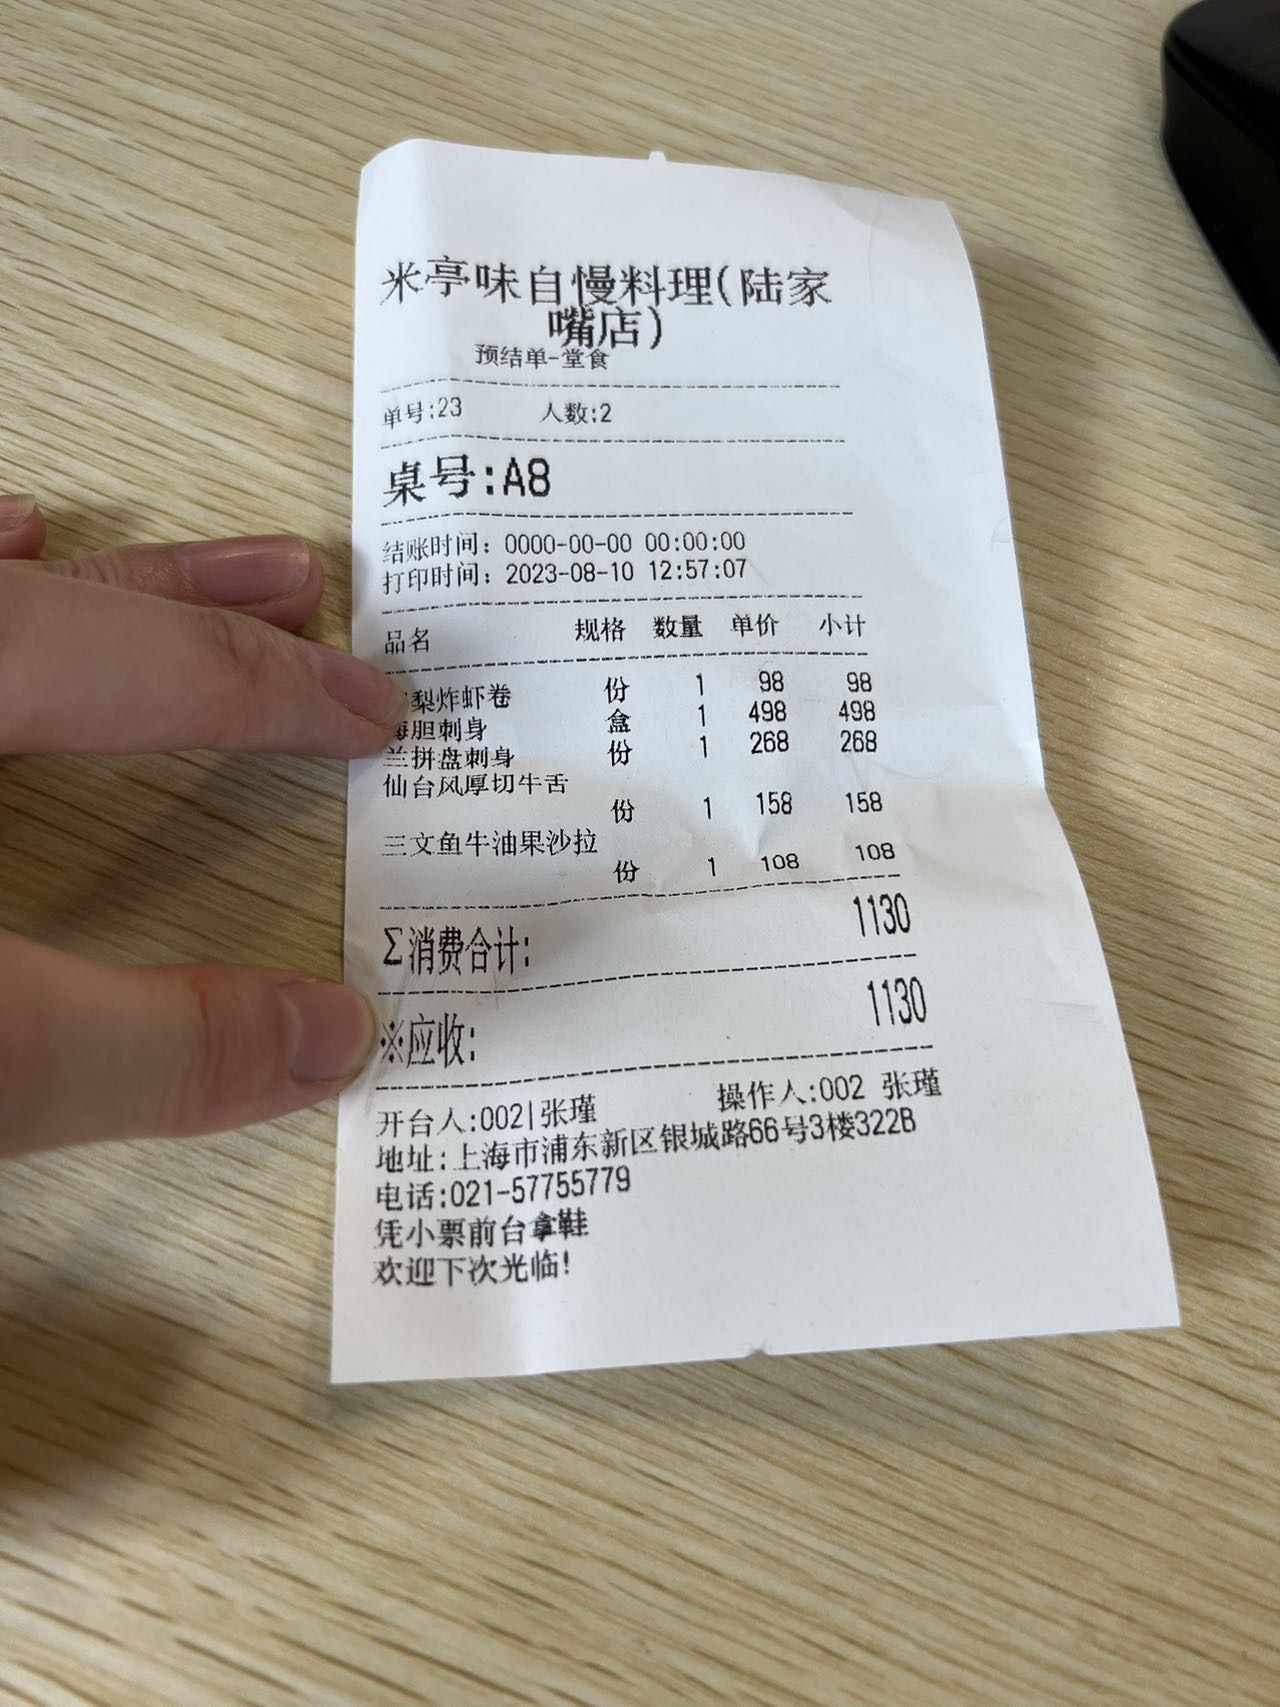 米亭味自慢料理(陆家
嘴店)
预结单-堂食
单号:23 人数:2
桌号:A8
结账时间: 0000-00-00 00:00:00
打印时间: 2023-08-10 12:57:07
品名 规格 数量 单价 小计
梨炸虾卷 份 1 98 98
海胆刺身 盒 1 498 498
兰拼盘刺身 份 1 268 268
仙台风厚切牛舌
份 1 158 158
三文鱼牛油果沙拉
份 1 108 108
Σ消费合计: 1130
※应收: 1130
开台人:002|张瑾 操作人:002 张瑾
地址:上海市浦东新区银城路66号3楼322B
电话:021-57755779
凭小票前台拿鞋
欢迎下次光临!